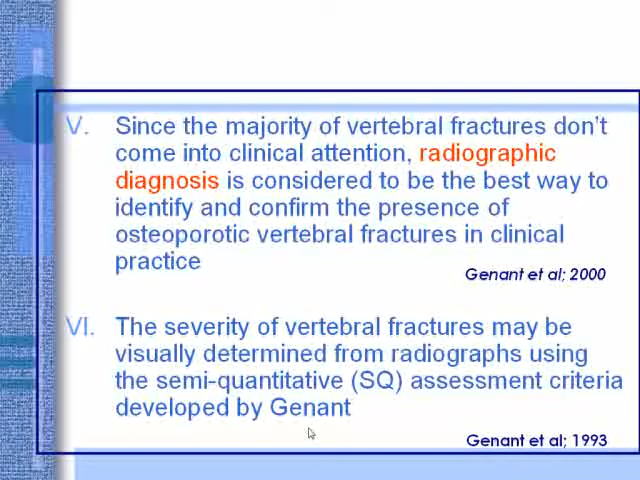 V. Since the majority of vertebral fractures don't
come into clinical attention, radiographic
diagnosis is considered to be the best way to
identify and confirm the presence of
osteoporotic vertebral fractures in clinical
practice
Genant et al; 2000
VI. The severity of vertebral fractures may be
visually determined from radiographs using
the semi-quantitative (SQ) assessment criteria
developed by Genant
Genant et al; 1993